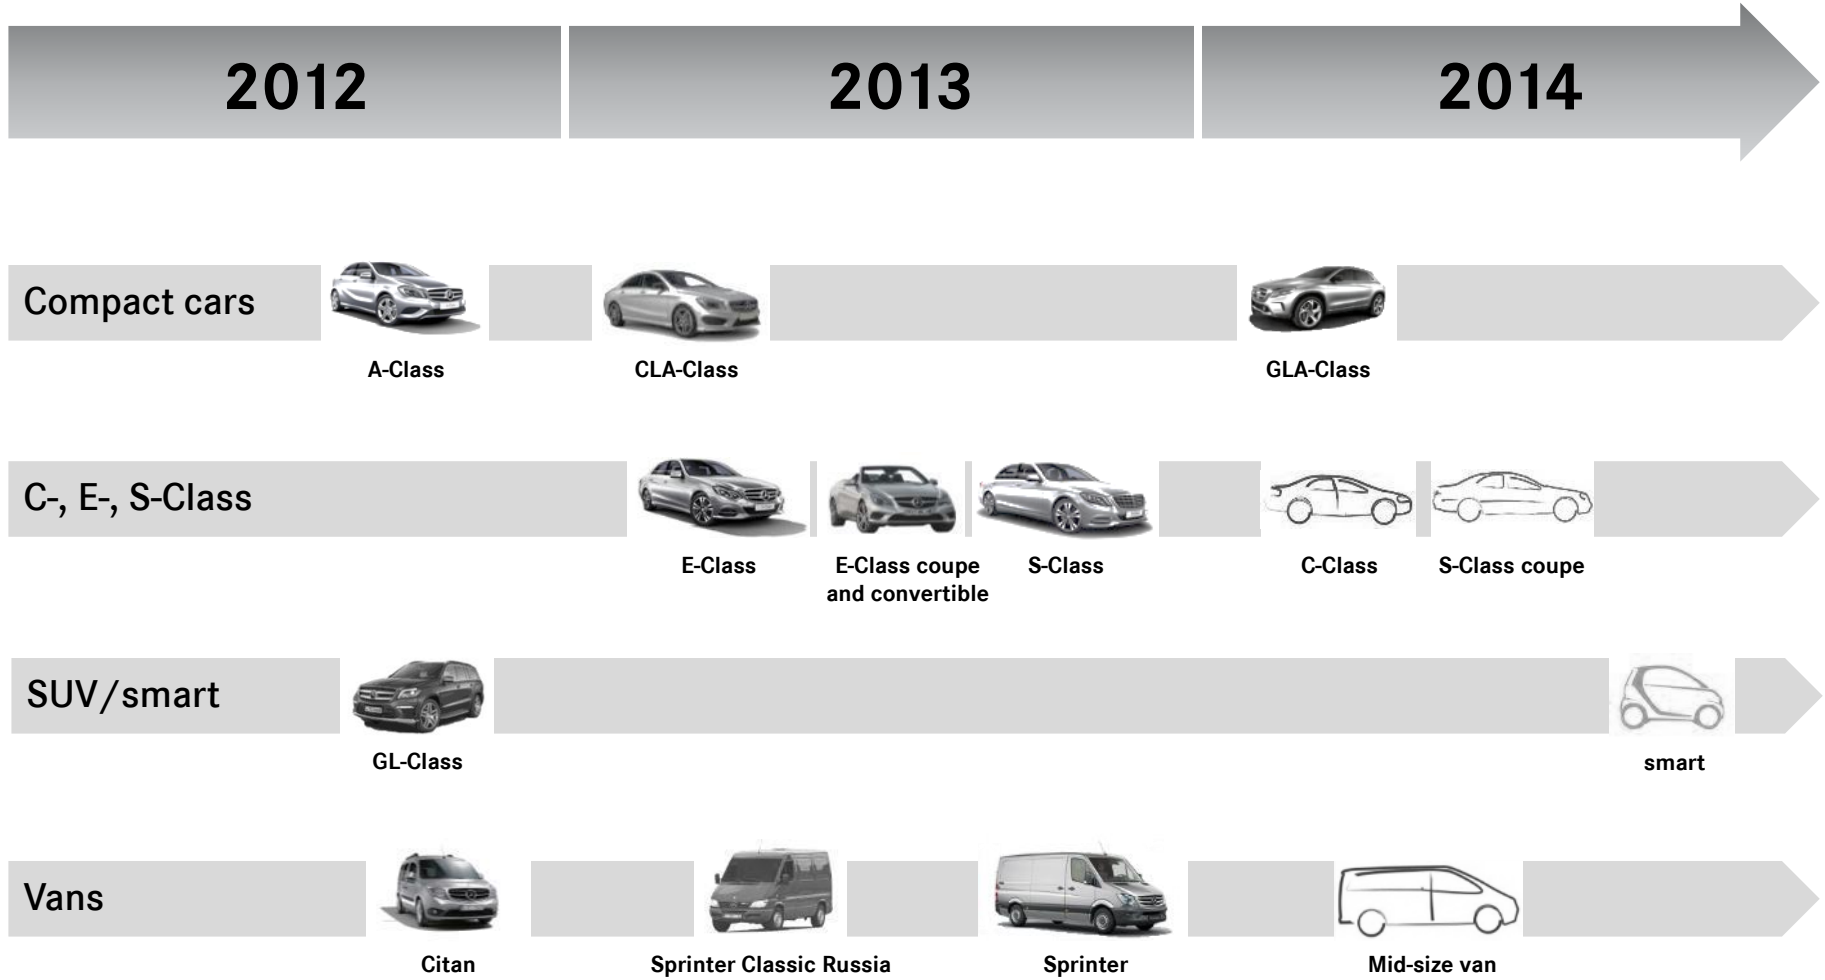 2012
2013
2014
Compact cars
A-Class
CLA-Class
GLA-Class
C-, E-, S-Class
E-Class
E-Class coupe
and convertible
S-Class
C-Class
S-Class coupe
SUV/smart
GL-Class
smart
Vans
Citan
Sprinter Classic Russia
Sprinter
Mid-size van